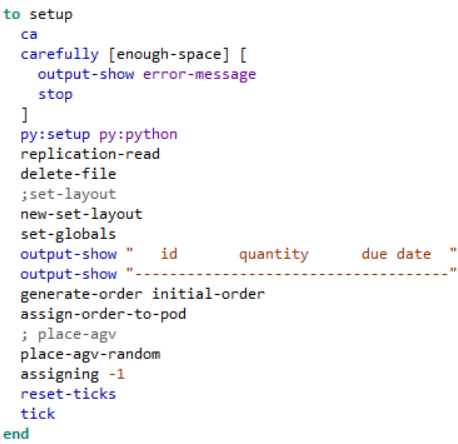 to setup
  ca
  carefully [enough-space] [
    output-show error-message
    stop
  ]
  py:setup py:python
  replication-read
  delete-file
  ;set-layout
  new-set-layout
  set-globals
  output-show "   id       quantity      due date  "
  output-show "------------------------------------"
  generate-order initial-order
  assign-order-to-pod
  ; place-agv
  place-agv-random
  assigning -1
  reset-ticks
  tick
end